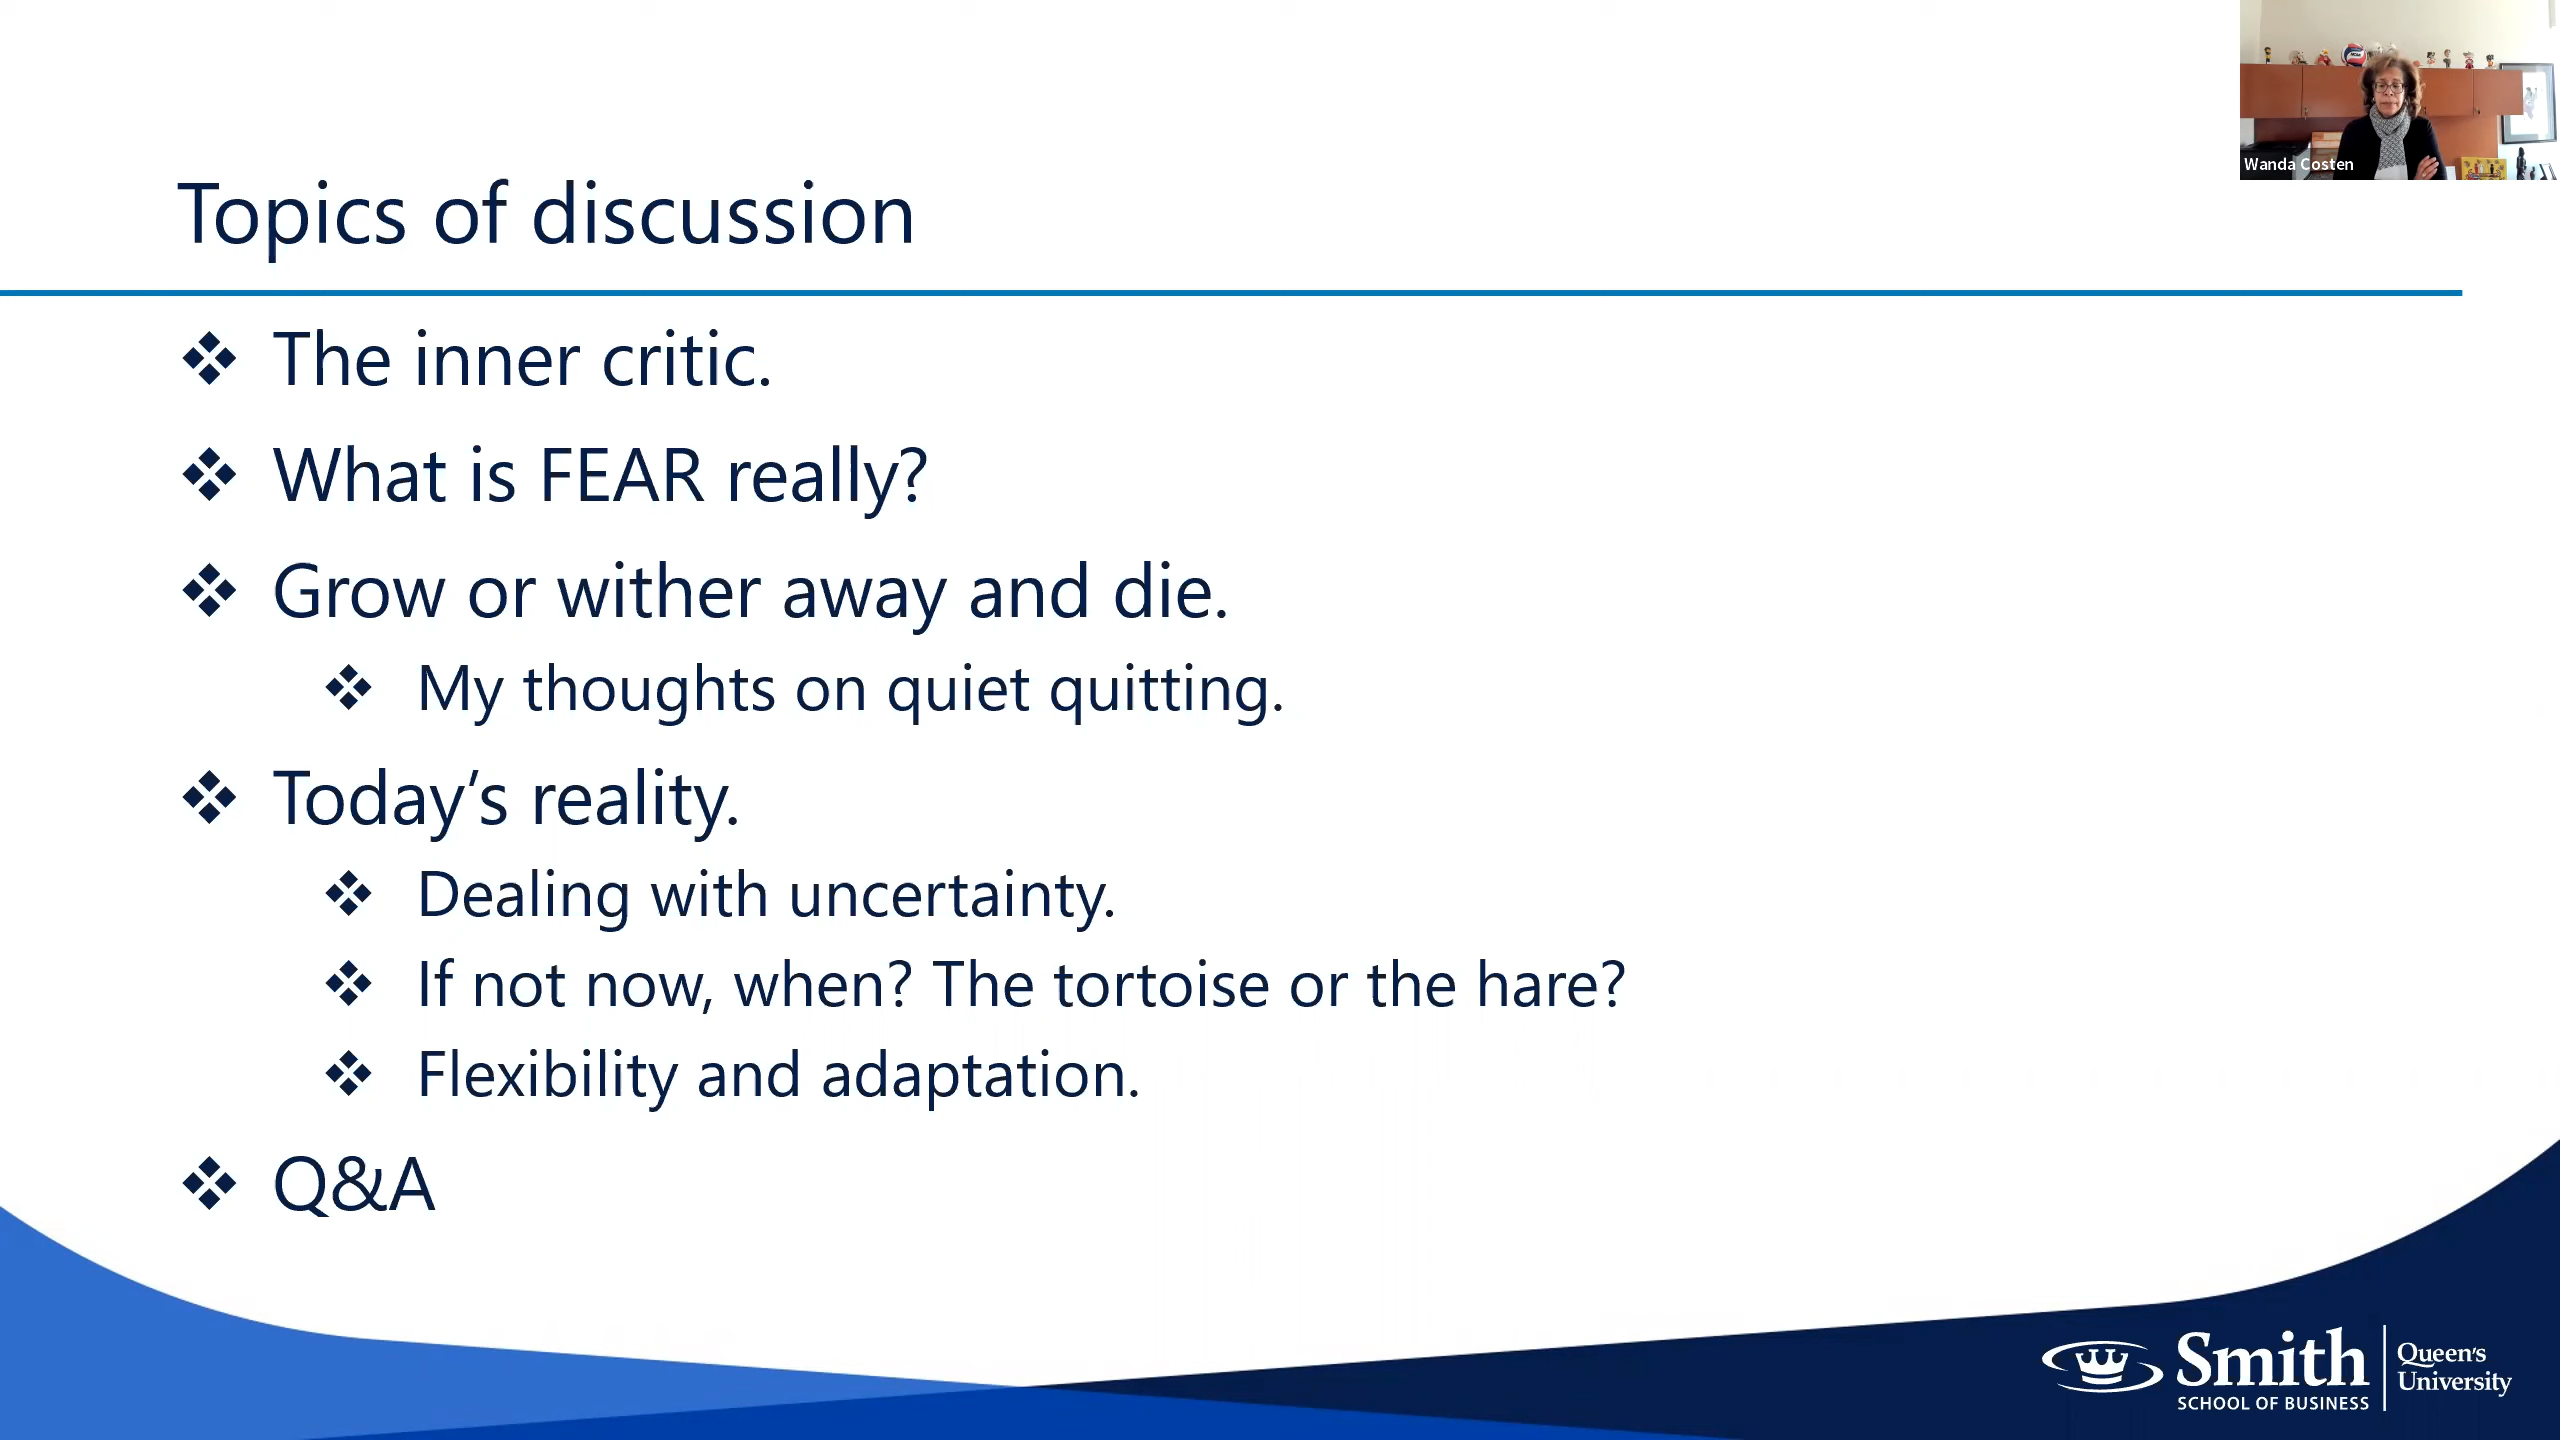 Wanda Costen
Topics of discussion
❖ The inner critic.
❖ What is FEAR really?
❖ Grow or wither away and die.
❖ My thoughts on quiet quitting.
❖ Today’s reality.
❖ Dealing with uncertainty.
❖ If not now, when? The tortoise or the hare?
❖ Flexibility and adaptation.
❖ Q&A
Smith
SCHOOL OF BUSINESS
Queen's
University